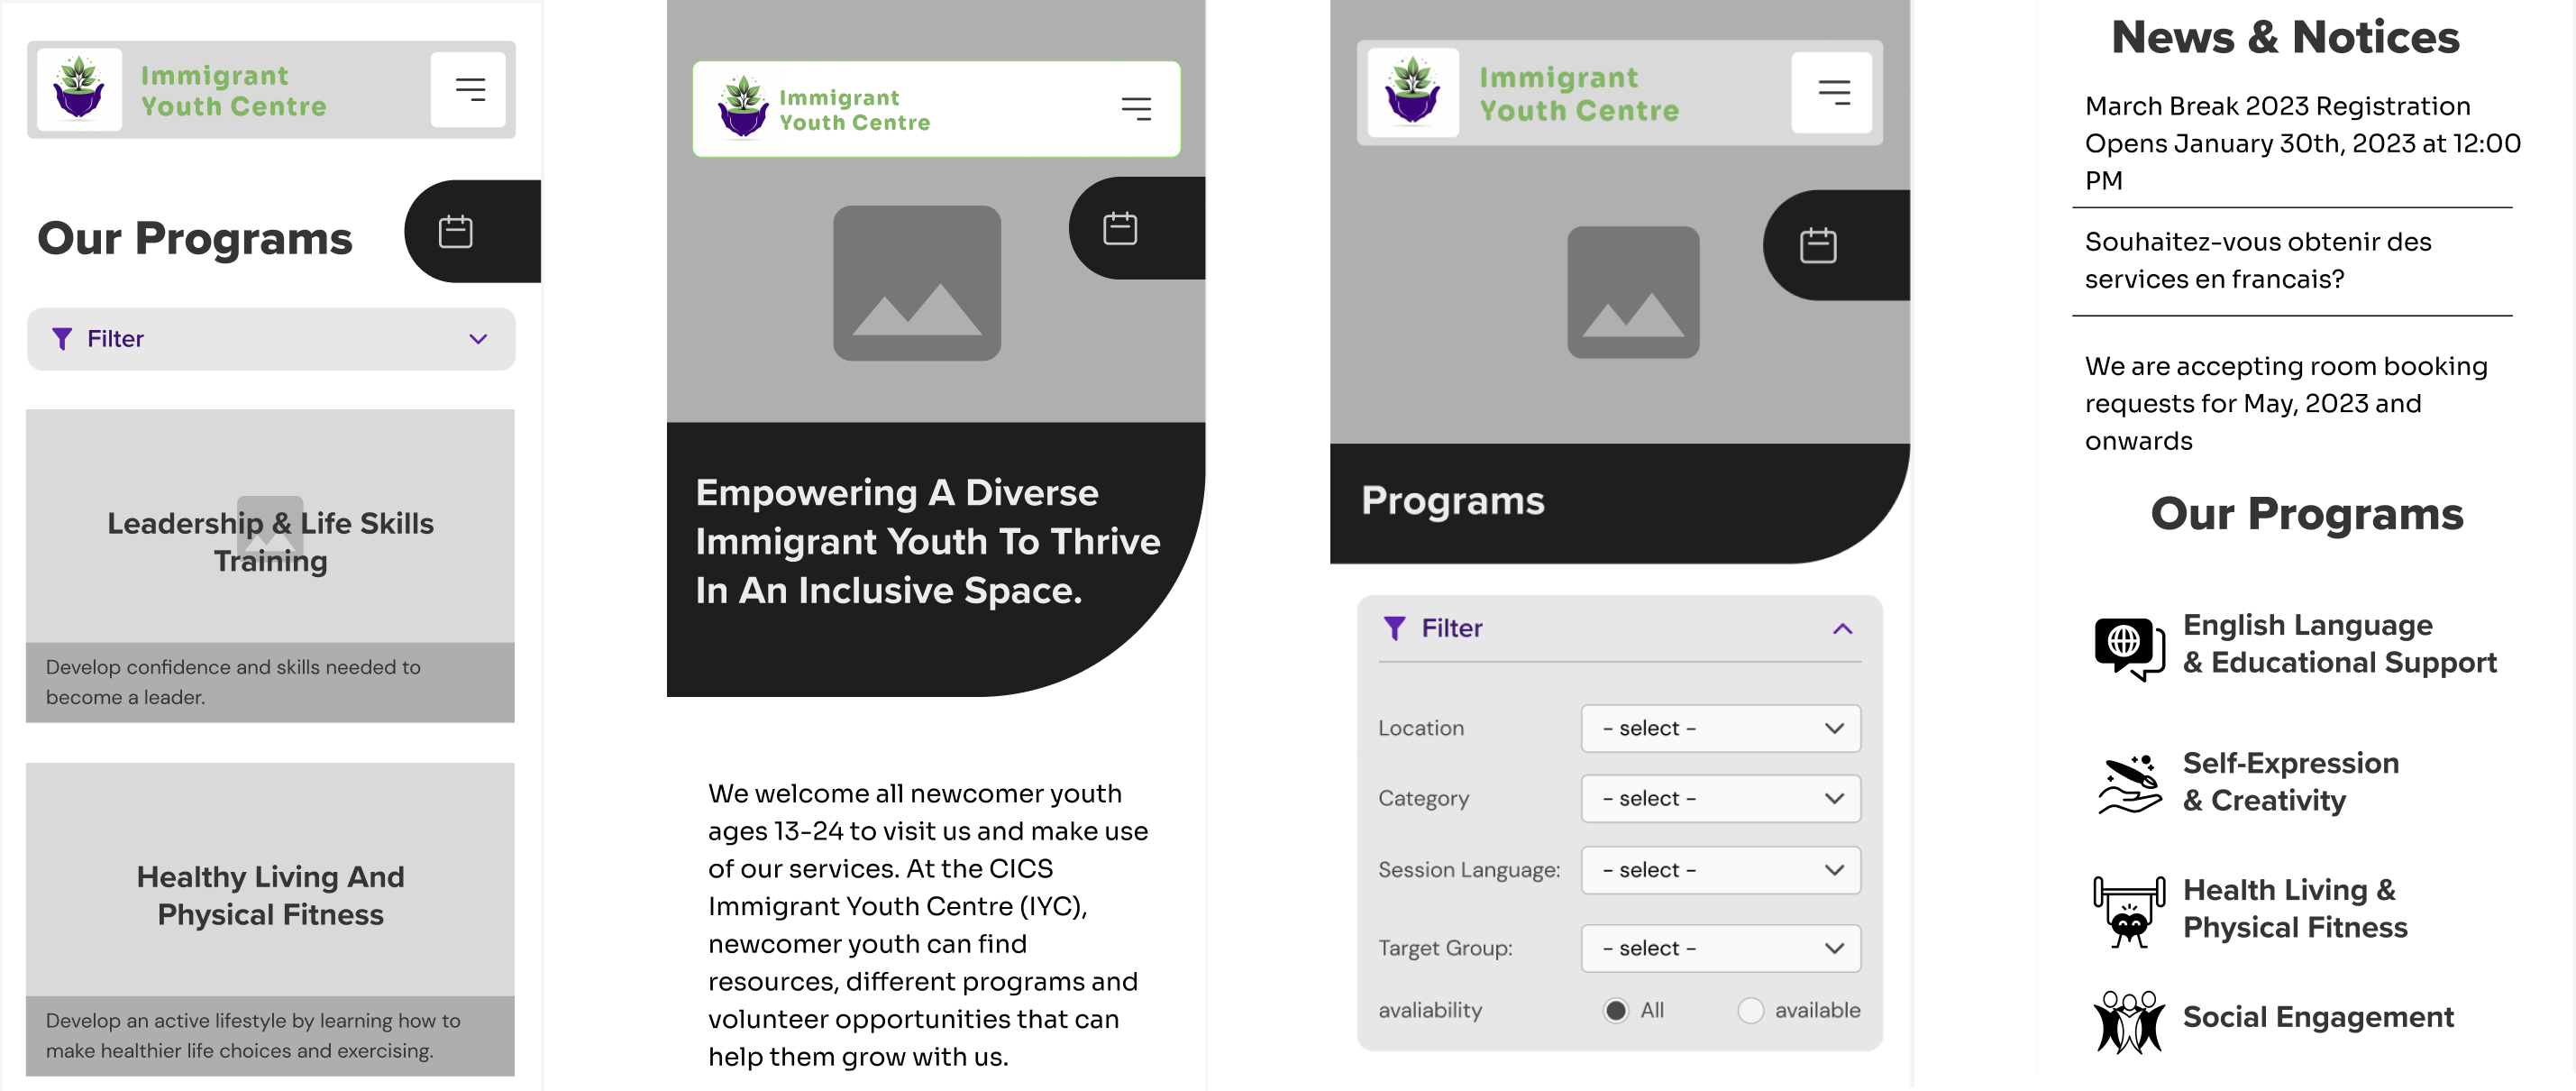 Immigrant
Youth Centre
Our Programs
Filter
Leadership & Life Skills
Training
Develop confidence and skills needed to
become a leader.
Healthy Living And
Physical Fitness
Develop an active lifestyle by learning how to
make healthier life choices and exercising.
Immigrant
Youth Centre
Empowering A Diverse
Immigrant Youth To Thrive
In An Inclusive Space.
We welcome all newcomer youth
ages 13-24 to visit us and make use
of our services. At the CICS
Immigrant Youth Centre (IYC),
newcomer youth can find
resources, different programs and
volunteer opportunities that can
help them grow with us.
Immigrant
Youth Centre
Programs
Filter
Location - select -
Category - select -
Session Language: - select -
Target Group: - select -
avaliability All available
News & Notices
March Break 2023 Registration
Opens January 30th, 2023 at 12:00
PM
Souhaitez-vous obtenir des
services en francais?
We are accepting room booking
requests for May, 2023 and
onwards
Our Programs
English Language
& Educational Support
Self-Expression
& Creativity
Health Living &
Physical Fitness
Social Engagement